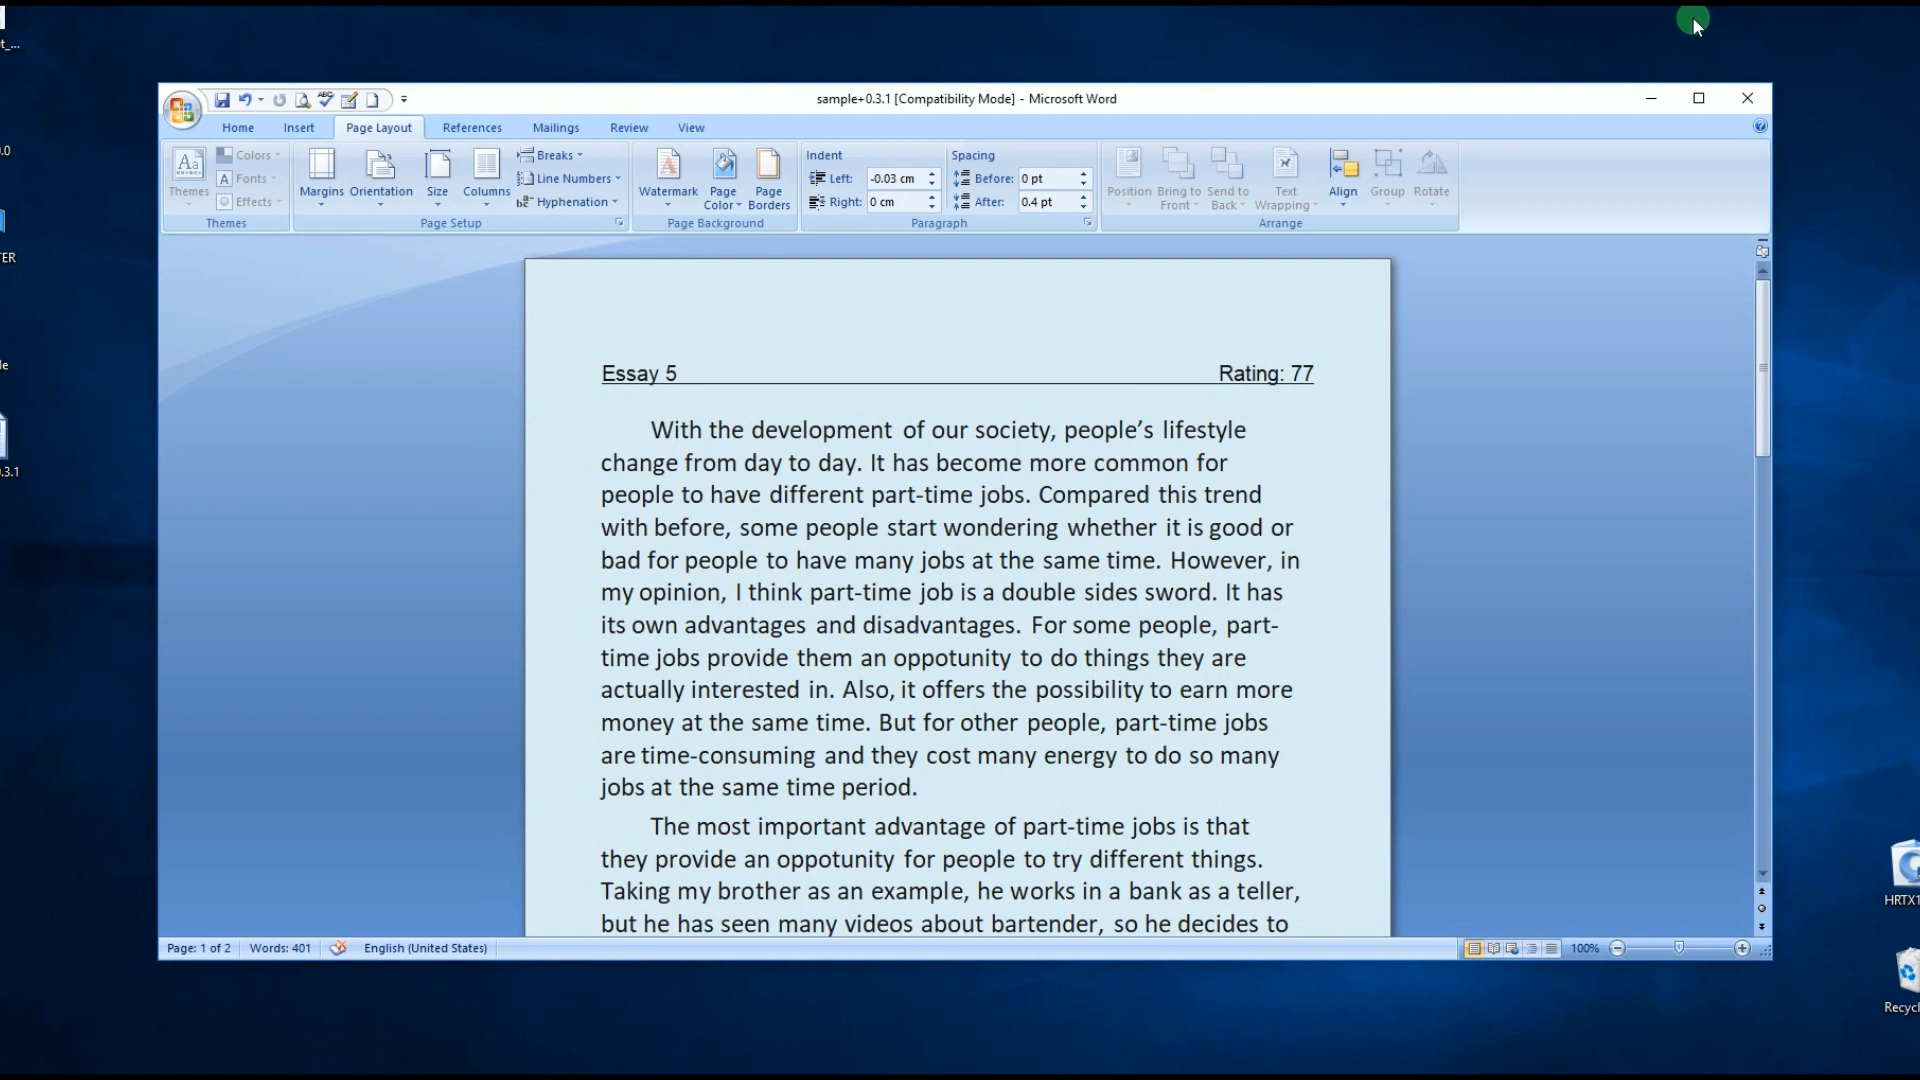 t_...
sample+0.3.1 [Compatibility Mode] - Microsoft Word
Home Insert Page Layout References Mailings Review View
Colors
Fonts
Effects
Themes
Themes
Margins Orientation Size Columns
Breaks
Line Numbers
Hyphenation
Page Setup
Watermark Page Color Page Borders
Page Background
Indent Spacing
Left: -0.03 cm Before: 0 pt
Right: 0 cm After: 0.4 pt
Paragraph
Position Bring to Front Send to Back Text Wrapping Align Group Rotate
Arrange
Essay 5 Rating: 77
With the development of our society, people’s lifestyle
change from day to day. It has become more common for
people to have different part-time jobs. Compared this trend
with before, some people start wondering whether it is good or
bad for people to have many jobs at the same time. However, in
my opinion, I think part-time job is a double sides sword. It has
its own advantages and disadvantages. For some people, part-
time jobs provide them an oppotunity to do things they are
actually interested in. Also, it offers the possibility to earn more
money at the same time. But for other people, part-time jobs
are time-consuming and they cost many energy to do so many
jobs at the same time period.
The most important advantage of part-time jobs is that
they provide an oppotunity for people to try different things.
Taking my brother as an example, he works in a bank as a teller,
but he has seen many videos about bartender, so he decides to
Page: 1 of 2 Words: 401 English (United States) 100%
.0
ER
le
.3.1
HRTX1
Recycl